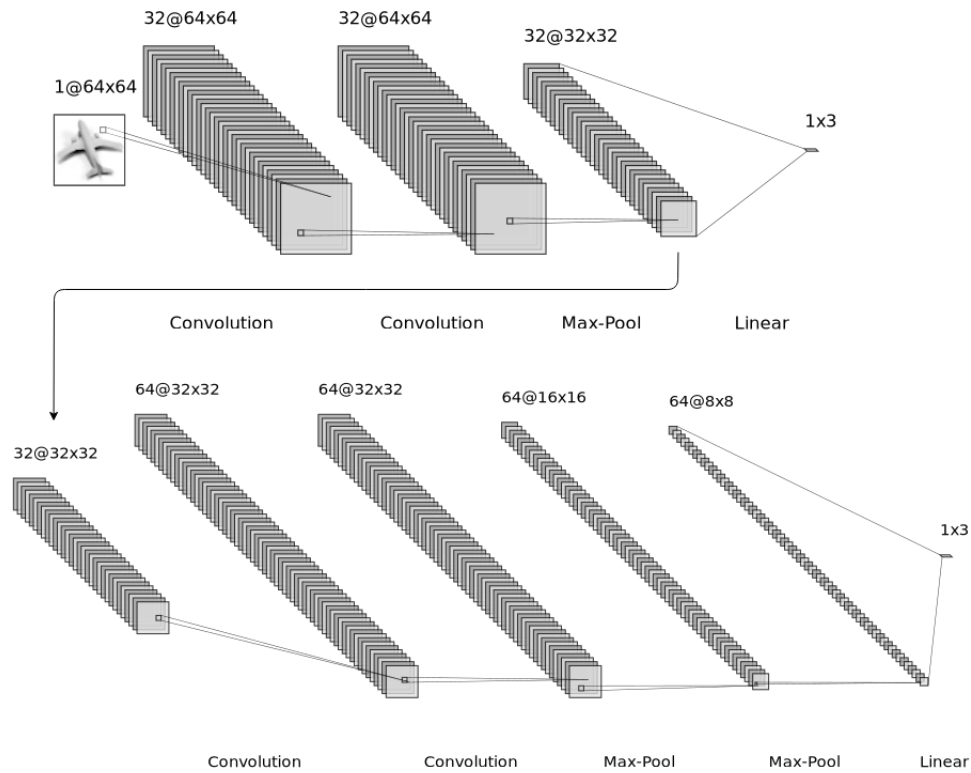 32@64x64
32@64x64
32@32x32
1@64x64
1x3
Convolution
Convolution
Max-Pool
Linear
64@32x32
64@32x32
64@16x16
64@8x8
32@32x32
1x3
Convolution
Convolution
Max-Pool
Max-Pool
Linear